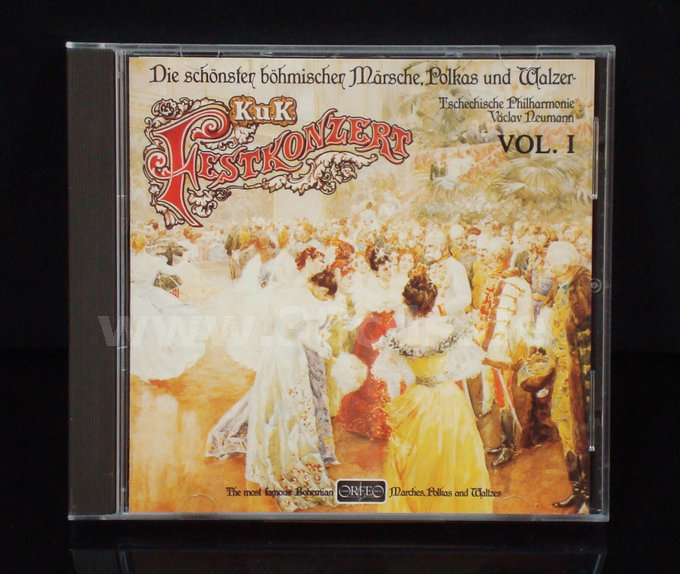 Die schönsten böhmischen Märsche, Polkas und Walzer
Tschechische Philharmonie
Václav Neumann
VOL. I
KuK
FESTKONZERT
The most famous Bohemian
ORFEO
Marches, Polkas and Waltzes